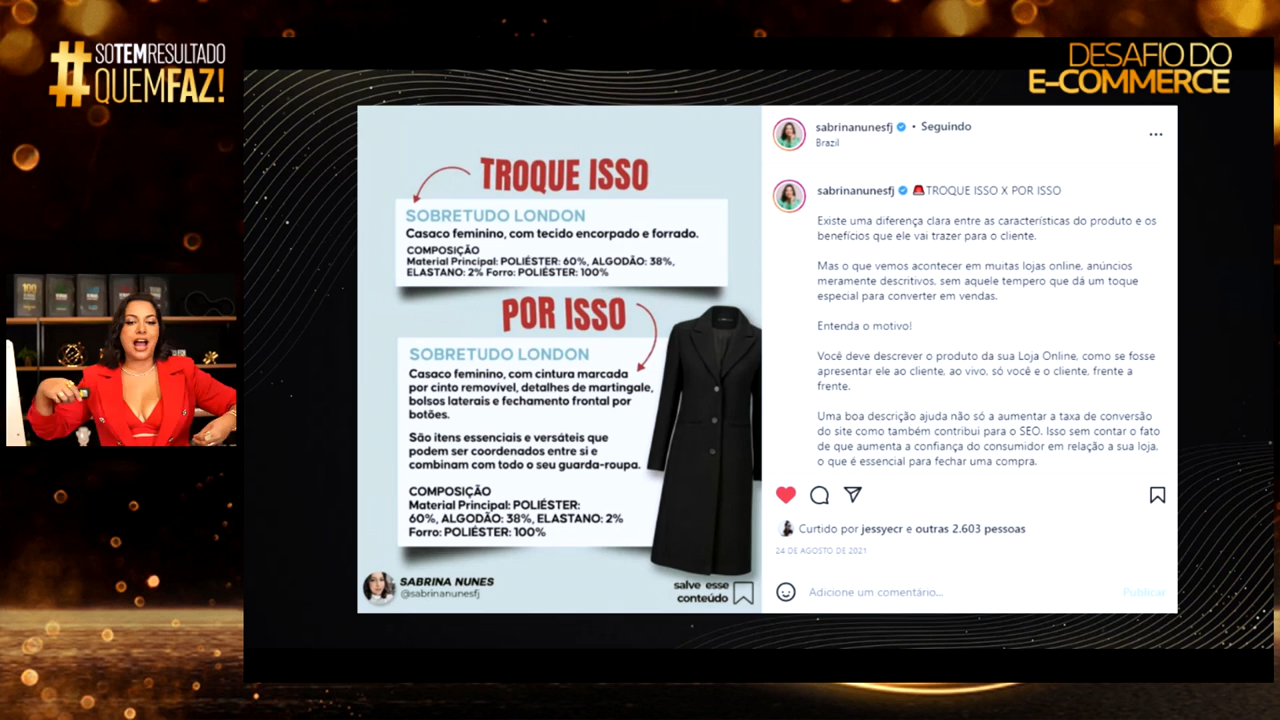 #SOTEMRESULTADO
QUEMFAZ!
DESAFIO DO
E-COMMERCE
TROQUE ISSO
SOBRETUDO LONDON
Casaco feminino, com tecido encorpado e forrado.
COMPOSIÇÃO
Material Principal: POLIÉSTER: 60%, ALGODÃO: 38%,
ELASTANO: 2% Forro: POLIÉSTER: 100%
POR ISSO
SOBRETUDO LONDON
Casaco feminino, com cintura marcada
por cinto removível, detalhes de martingale,
bolsos laterais e fechamento frontal por
botões.
São itens essenciais e versáteis que
podem ser coordenados entre si e
combinam com todo o seu guarda-roupa.
COMPOSIÇÃO
Material Principal: POLIÉSTER:
60%, ALGODÃO: 38%, ELASTANO: 2%
Forro: POLIÉSTER: 100%
SABRINA NUNES
@sabrinanunesfj
salve esse
conteúdo
sabrinanunesfj • Seguindo
Brazil
sabrinanunesfj 🚨TROQUE ISSO X POR ISSO
Existe uma diferença clara entre as características do produto e os
benefícios que ele vai trazer para o cliente.
Mas o que vemos acontecer em muitas lojas online, anúncios
meramente descritivos, sem aquele tempero que dá um toque
especial para converter em vendas.
Entenda o motivo!
Você deve descrever o produto da sua Loja Online, como se fosse
apresentar ele ao cliente, ao vivo, só você e o cliente, frente a
frente.
Uma boa descrição ajuda não só a aumentar a taxa de conversão
do site como também contribui para o SEO. Isso sem contar o fato
de que aumenta a confiança do consumidor em relação a sua loja,
o que é essencial para fechar uma compra.
Curtido por jessyecr e outras 2.603 pessoas
24 DE AGOSTO DE 2021
Adicione um comentário...
Publicar